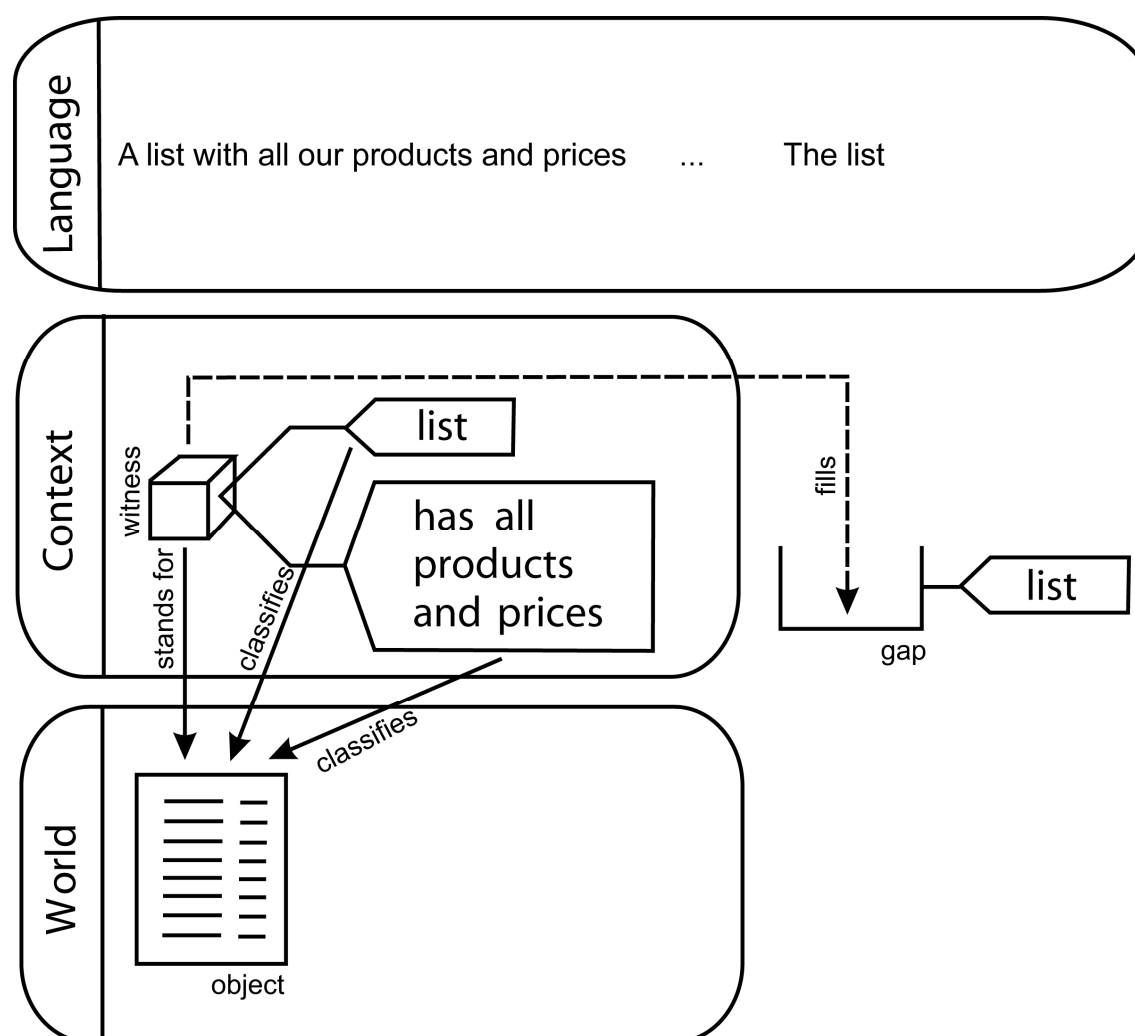 Language
A list with all our products and prices ... The list
Context
witness
list
has all
products
and prices
fills
list
gap
stands for
classifies
classifies
World
object